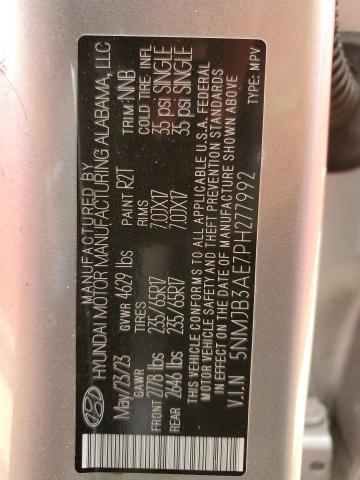 MANUFACTURED BY
HYUNDAI MOTOR MANUFACTURING ALABAMA, LLC
May/23/23 PAINT R2T TRIM: NNB
GVWR 4629 lbs
GAWR TIRES RIMS COLD TIRE. INFL
FRONT 2778 lbs 235/65R17 7.0JX17 35 psi SINGLE
REAR 2646 lbs 235/65R17 7.0JX17 35 psi SINGLE
THIS VEHICLE CONFORMS TO ALL APPLICABLE U.S.A. FEDERAL
MOTOR VEHICLE SAFETY AND THEFT PREVENTION STANDARDS
IN EFFECT ON THE DATE OF MANUFACTURE SHOWN ABOVE
V.I.N 5NMJB3AE7PH277992 TYPE: MPV